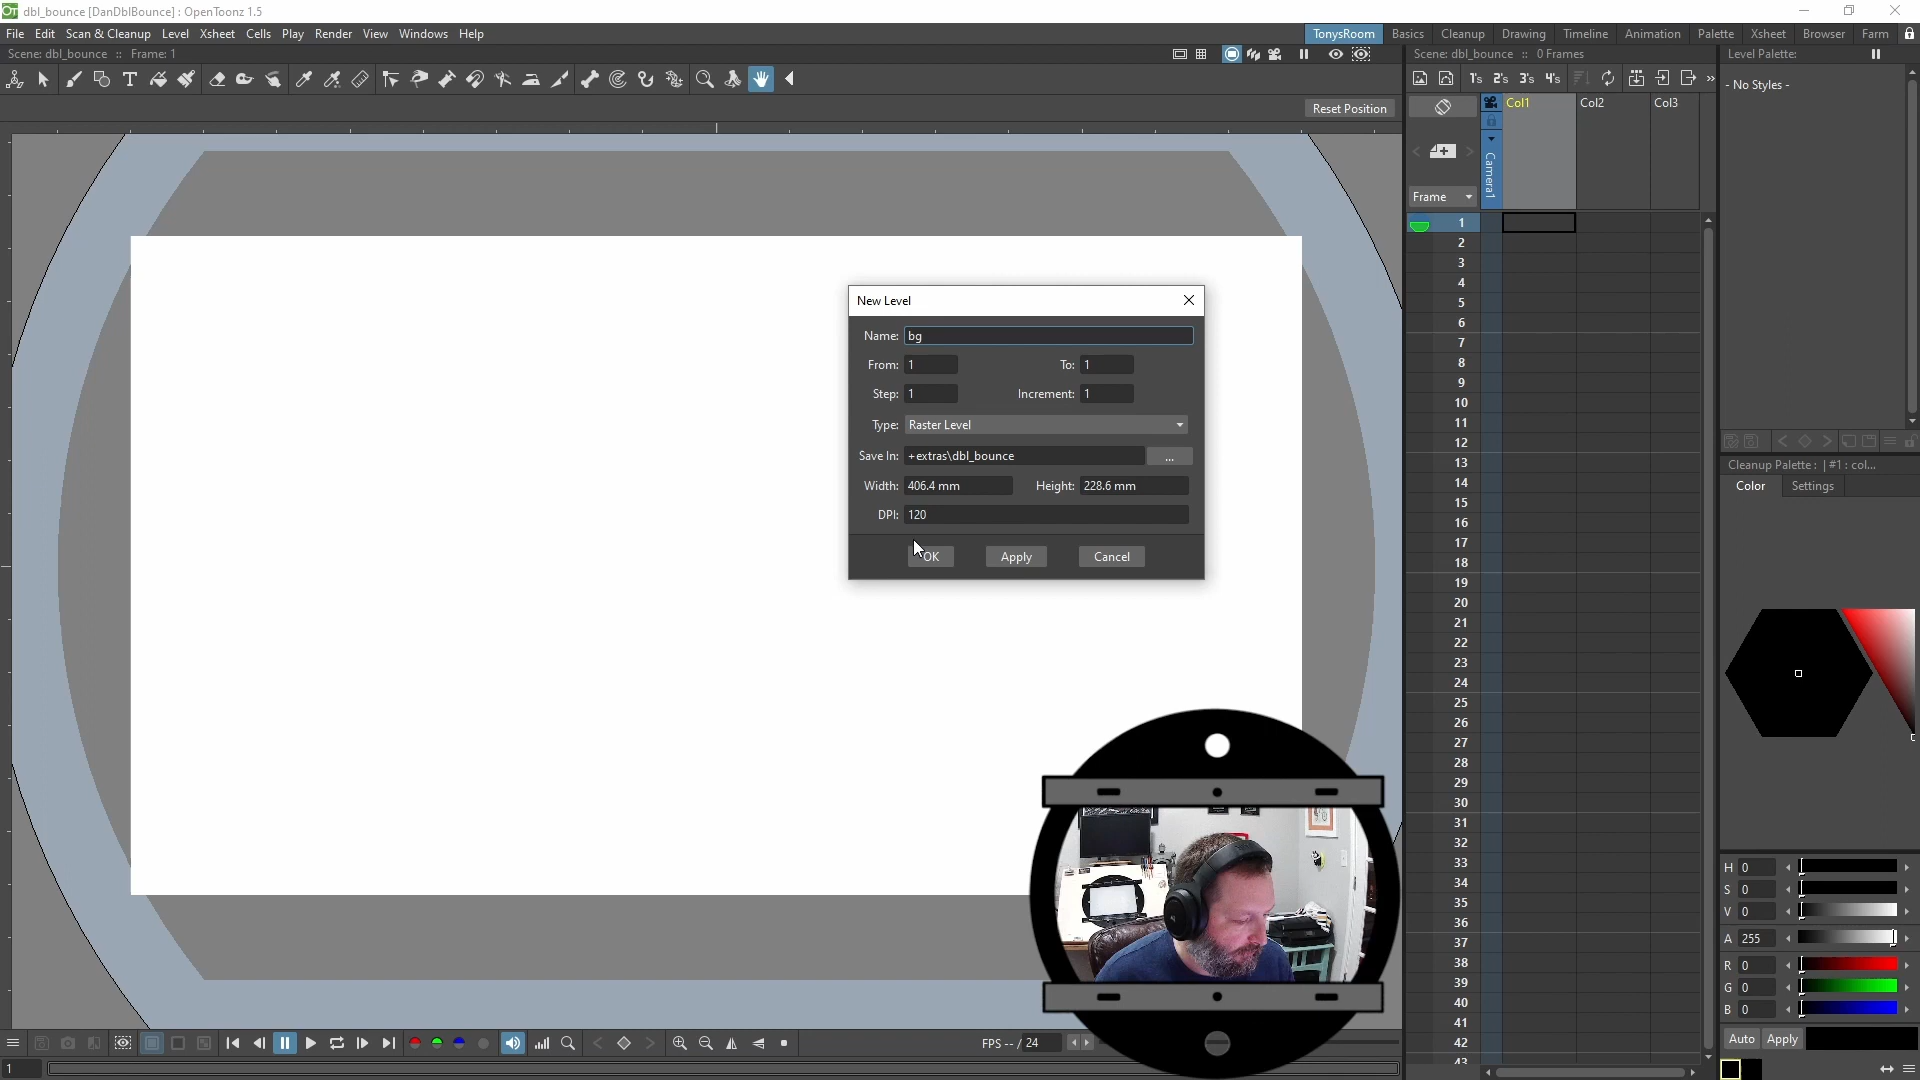 dbl_bounce [DanDblBounce] : OpenToonz 1.5
File Edit Scan & Cleanup Level Xsheet Cells Play Render View Windows Help
TonysRoom Basics Cleanup Drawing Timeline Animation Palette Xsheet Browser Farm
Scene: dbl_bounce :: Frame: 1
Scene: dbl_bounce :: 0 Frames
Level Palette:
1's 2's 3's 4's
- No Styles -
Reset Position
Col1 Col2 Col3
Camera1
Frame
1
2
3
4
5
6
7
8
9
10
11
12
13
14
15
16
17
18
19
20
21
22
23
24
25
26
27
28
29
30
31
32
33
34
35
36
37
38
39
40
41
42
43
New Level
Name: bg
From: 1 To: 1
Step: 1 Increment: 1
Type: Raster Level
Save In: +extras\dbl_bounce ...
Width: 406.4 mm Height: 228.6 mm
DPI: 120
OK Apply Cancel
Cleanup Palette : | #1 : col...
Color Settings
H 0
S 0
V 0
A 255
R 0
G 0
B 0
Auto Apply
FPS -- / 24
1